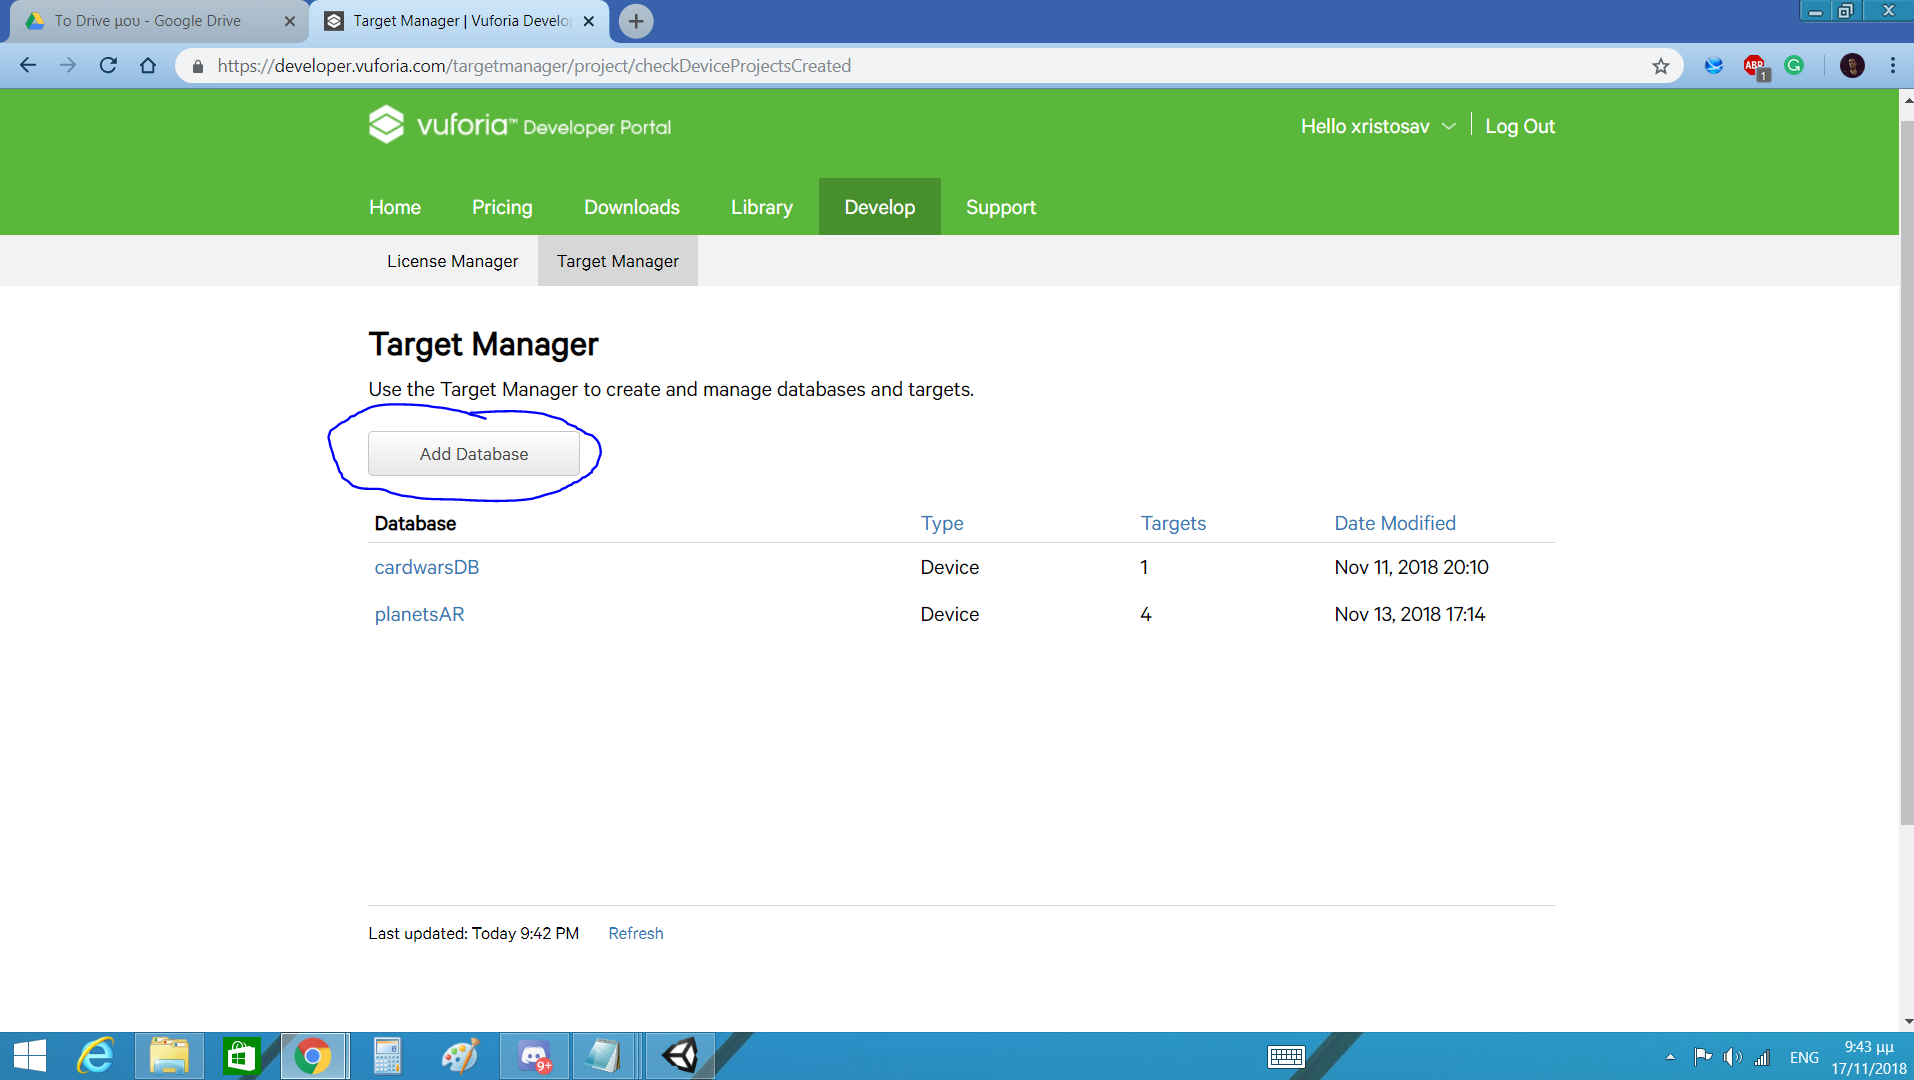 Το Drive μου - Google Drive
Target Manager | Vuforia Develo
https://developer.vuforia.com/targetmanager/project/checkDeviceProjectsCreated
ABP
1
G
vuforia™ Developer Portal
Hello xristosav
Log Out
Home
Pricing
Downloads
Library
Develop
Support
License Manager
Target Manager
Target Manager
Use the Target Manager to create and manage databases and targets.
Add Database
Database Type Targets Date Modified
cardwarsDB Device 1 Nov 11, 2018 20:10
planetsAR Device 4 Nov 13, 2018 17:14
Last updated: Today 9:42 PM Refresh
9+
ENG
9:43 μμ
17/11/2018